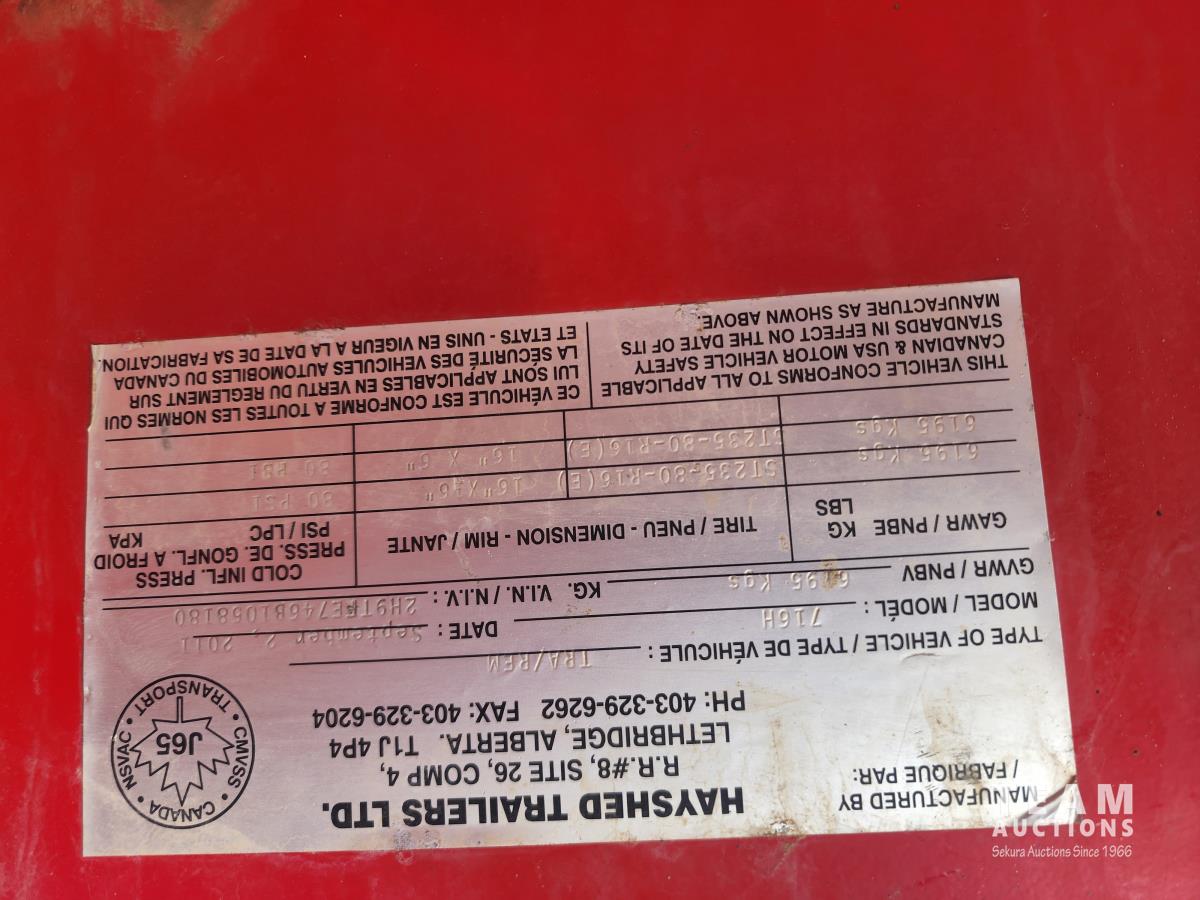 MANUFACTURED BY
/ FABRIQUE PAR:
HAYSHED TRAILERS LTD.
R.R.#8, SITE 26, COMP 4,
LETHBRIDGE, ALBERTA. T1J 4P4
PH: 403-329-6262 FAX: 403-329-6204
CANADA • NSVAC • TRANSPORT • CMVSS •
J65
TYPE OF VEHICLE / TYPE DE VÉHICULE : TRA/REM
MODEL / MODÈL : 716H DATE : September 2, 2011
GVWR / PNBV 6195 Kgs KG. V.I.N. / N.I.V. : 2H9TFE746B1058180
GAWR / PNBE KG LBS TIRE / PNEU - DIMENSION - RIM / JANTE COLD INFL. PRESS PRESS. DE. GONFL. A FROID PSI / LPC KPA
6195 Kgs ST235-80-R16(E) 16"X 6" 80 PSI
6195 Kgs ST235-80-R16(E) 16" X 6" 80 PSI
THIS VEHICLE CONFORMS TO ALL APPLICABLE
CANADIAN & USA MOTOR VEHICLE SAFETY
STANDARDS IN EFFECT ON THE DATE OF ITS
MANUFACTURE AS SHOWN ABOVE.
CE VÉHICULE EST CONFORME A TOUTES LES NORMES QUI
LUI SONT APPLICABLES EN VERTU DU REGLEMENT SUR
LA SÉCURITÉ DES VEHICULES AUTOMOBILES DU CANADA
ET ETATS - UNIS EN VIGEUR A LA DATE DE SA FABRICATION.
TEAM
AUCTIONS
Sekura Auctions Since 1966